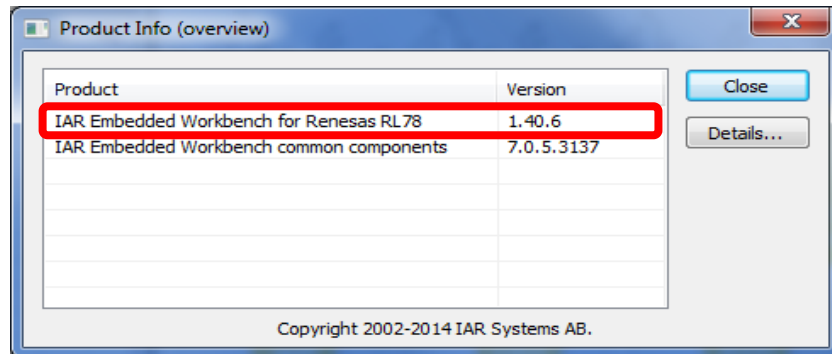 Product Info (overview)
Product Version Close
IAR Embedded Workbench for Renesas RL78 1.40.6
Details...
IAR Embedded Workbench common components 7.0.5.3137
Copyright 2002-2014 IAR Systems AB.